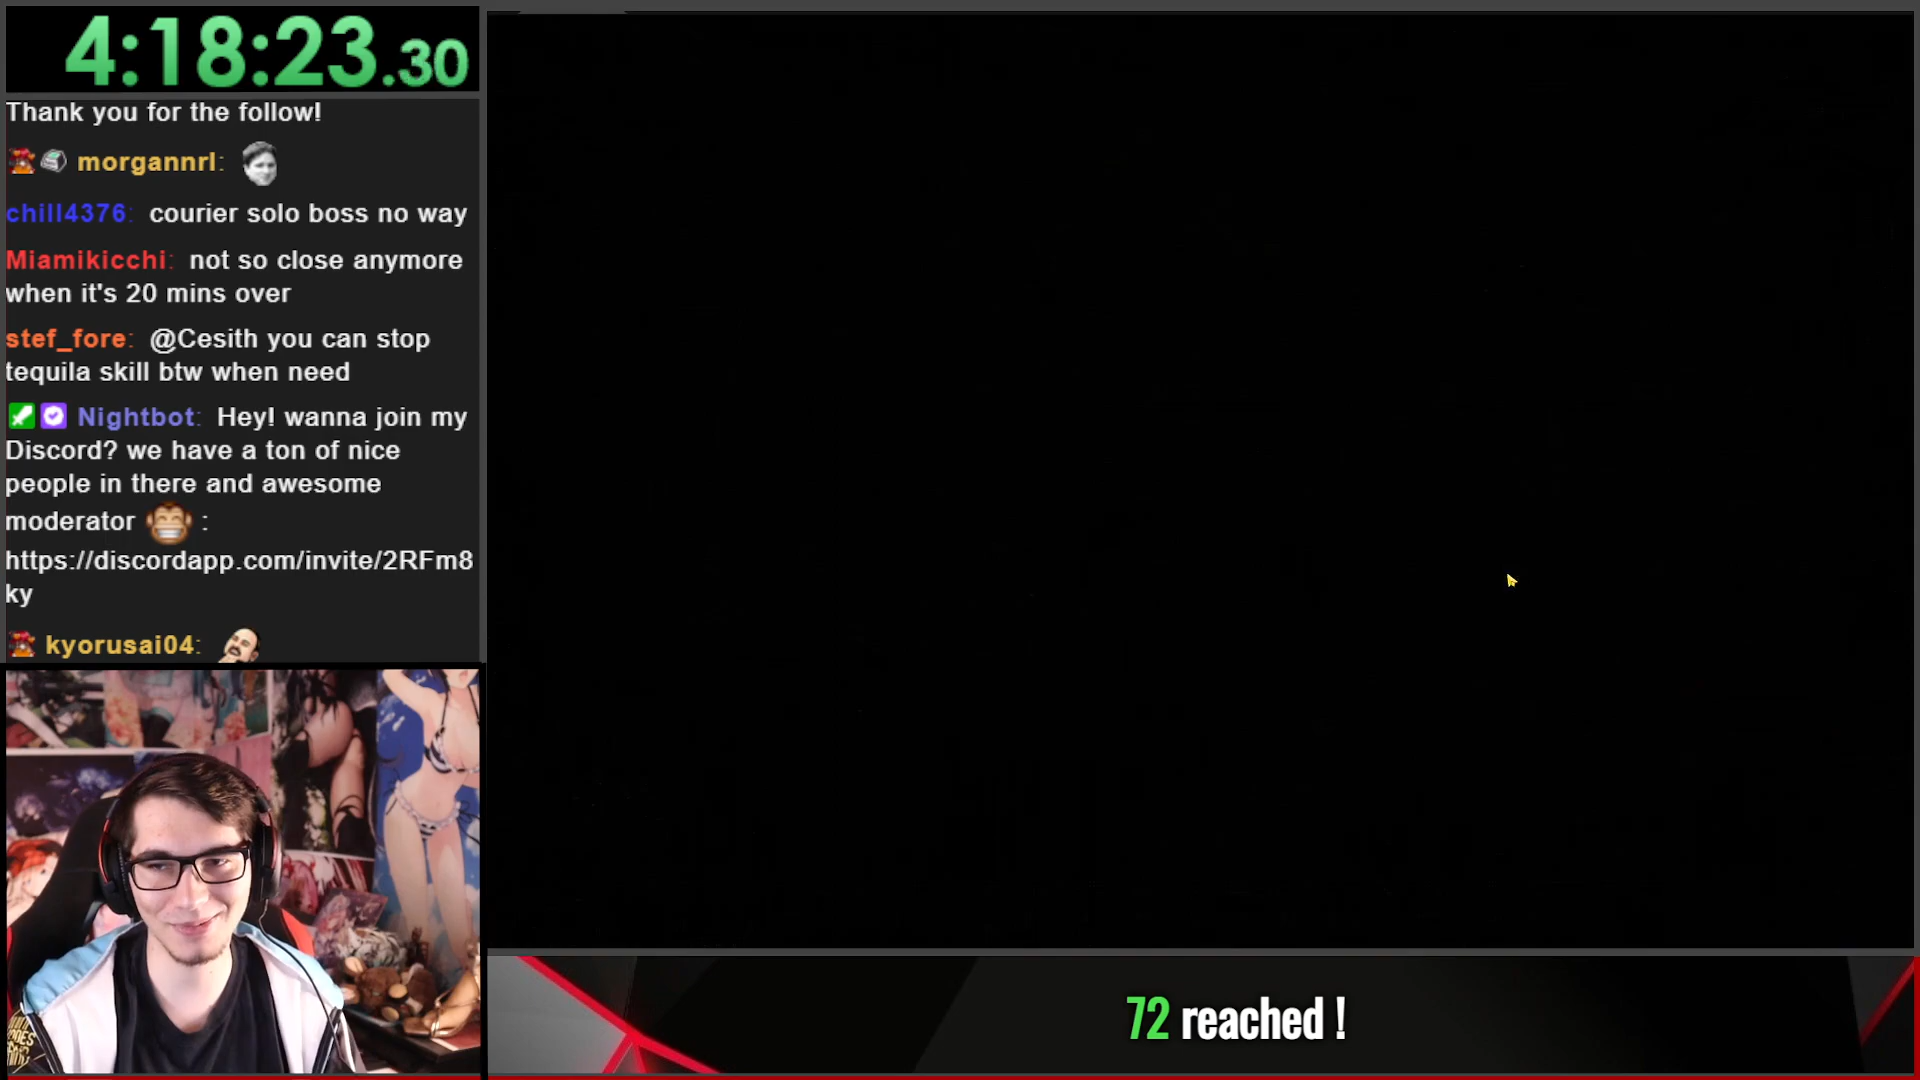 4:18:23.30
Thank you for the follow!
morgannrl:
chill4376: courier solo boss no way
Miamikicchi: not so close anymore
when it's 20 mins over
stef_fore: @Cesith you can stop
tequila skill btw when need
Nightbot: Hey! wanna join my
Discord? we have a ton of nice
people in there and awesome
moderator :
https://discordapp.com/invite/2RFm8
ky
kyorusai04:
72 reached !